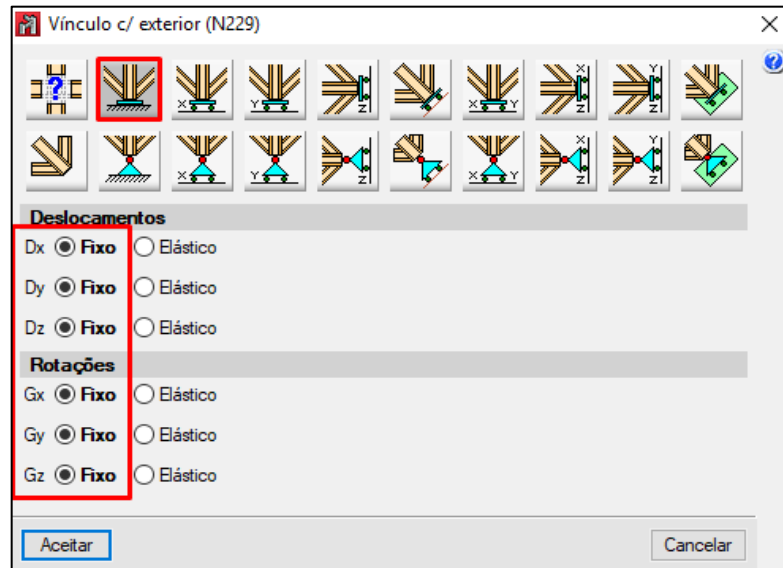 Vínculo c/ exterior (N229)
?
X Y X Y X Y
Z Z Z
X Y X Y X Y
Z Z Z
Deslocamentos
Dx Fixo Elástico
Dy Fixo Elástico
Dz Fixo Elástico
Rotações
Gx Fixo Elástico
Gy Fixo Elástico
Gz Fixo Elástico
Aceitar Cancelar